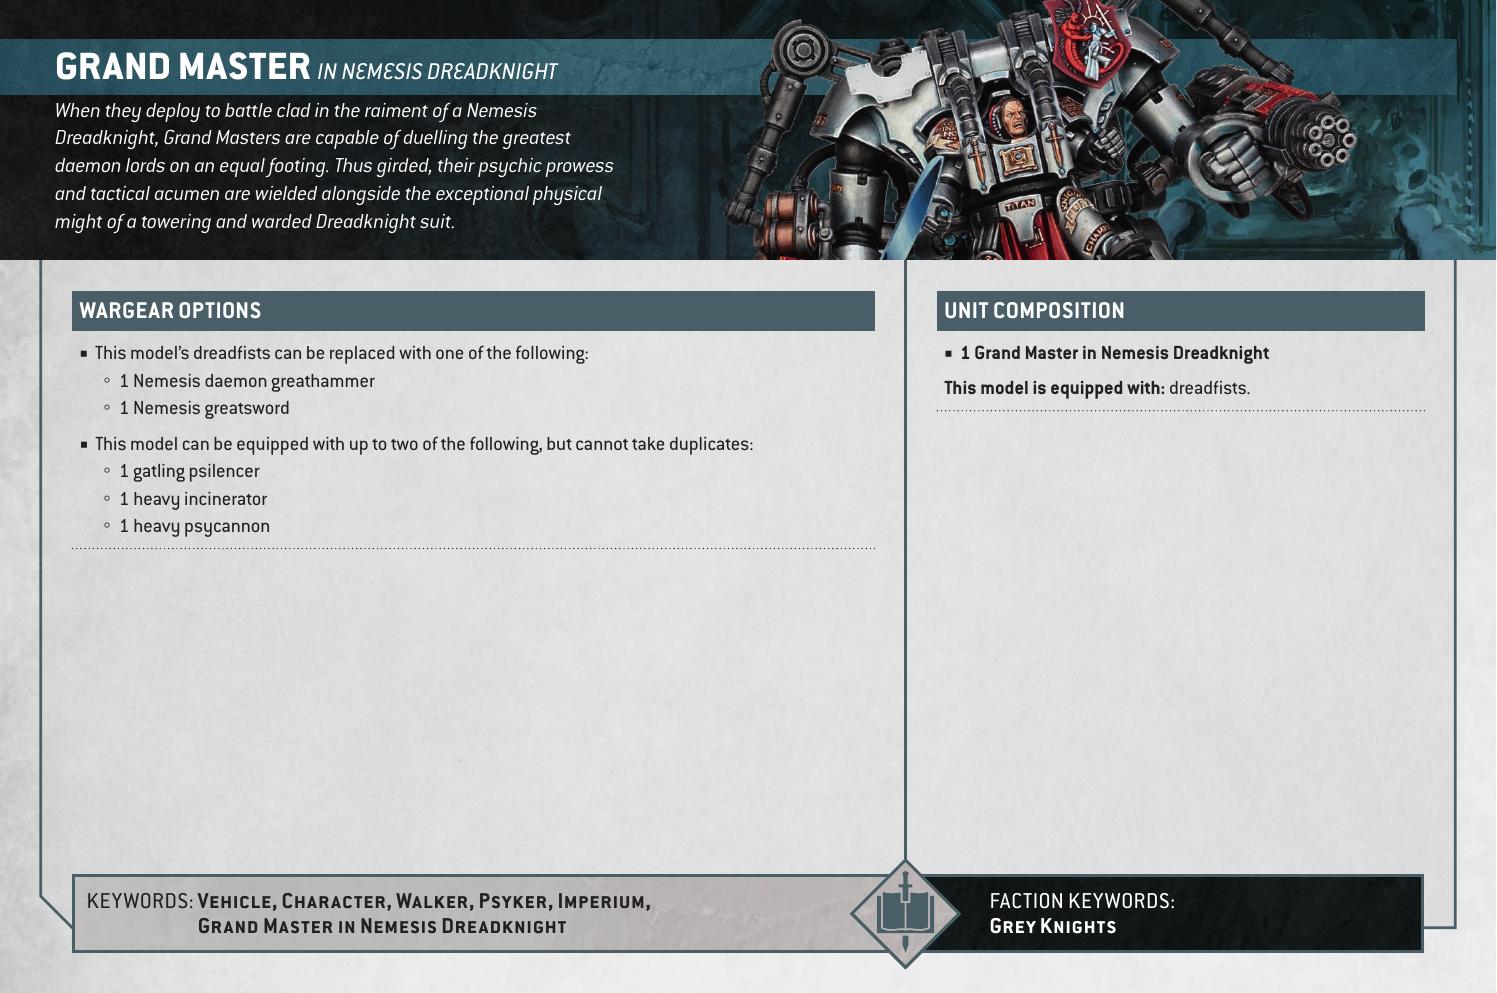 GRAND MASTER IN NEMESIS DREADKNIGHT
When they deploy to battle clad in the raiment of a Nemesis
Dreadknight, Grand Masters are capable of duelling the greatest
daemon lords on an equal footing. Thus girded, their psychic prowess
and tactical acumen are wielded alongside the exceptional physical
might of a towering and warded Dreadknight suit.
TITAN
WARGEAR OPTIONS
■ This model’s dreadfists can be replaced with one of the following:
◦ 1 Nemesis daemon greathammer
◦ 1 Nemesis greatsword
■ This model can be equipped with up to two of the following, but cannot take duplicates:
◦ 1 gatling psilencer
◦ 1 heavy incinerator
◦ 1 heavy psycannon
UNIT COMPOSITION
■ 1 Grand Master in Nemesis Dreadknight
This model is equipped with: dreadfists.
KEYWORDS: Vehicle, Character, Walker, Psyker, Imperium,
Grand Master in Nemesis Dreadknight
FACTION KEYWORDS:
Grey Knights